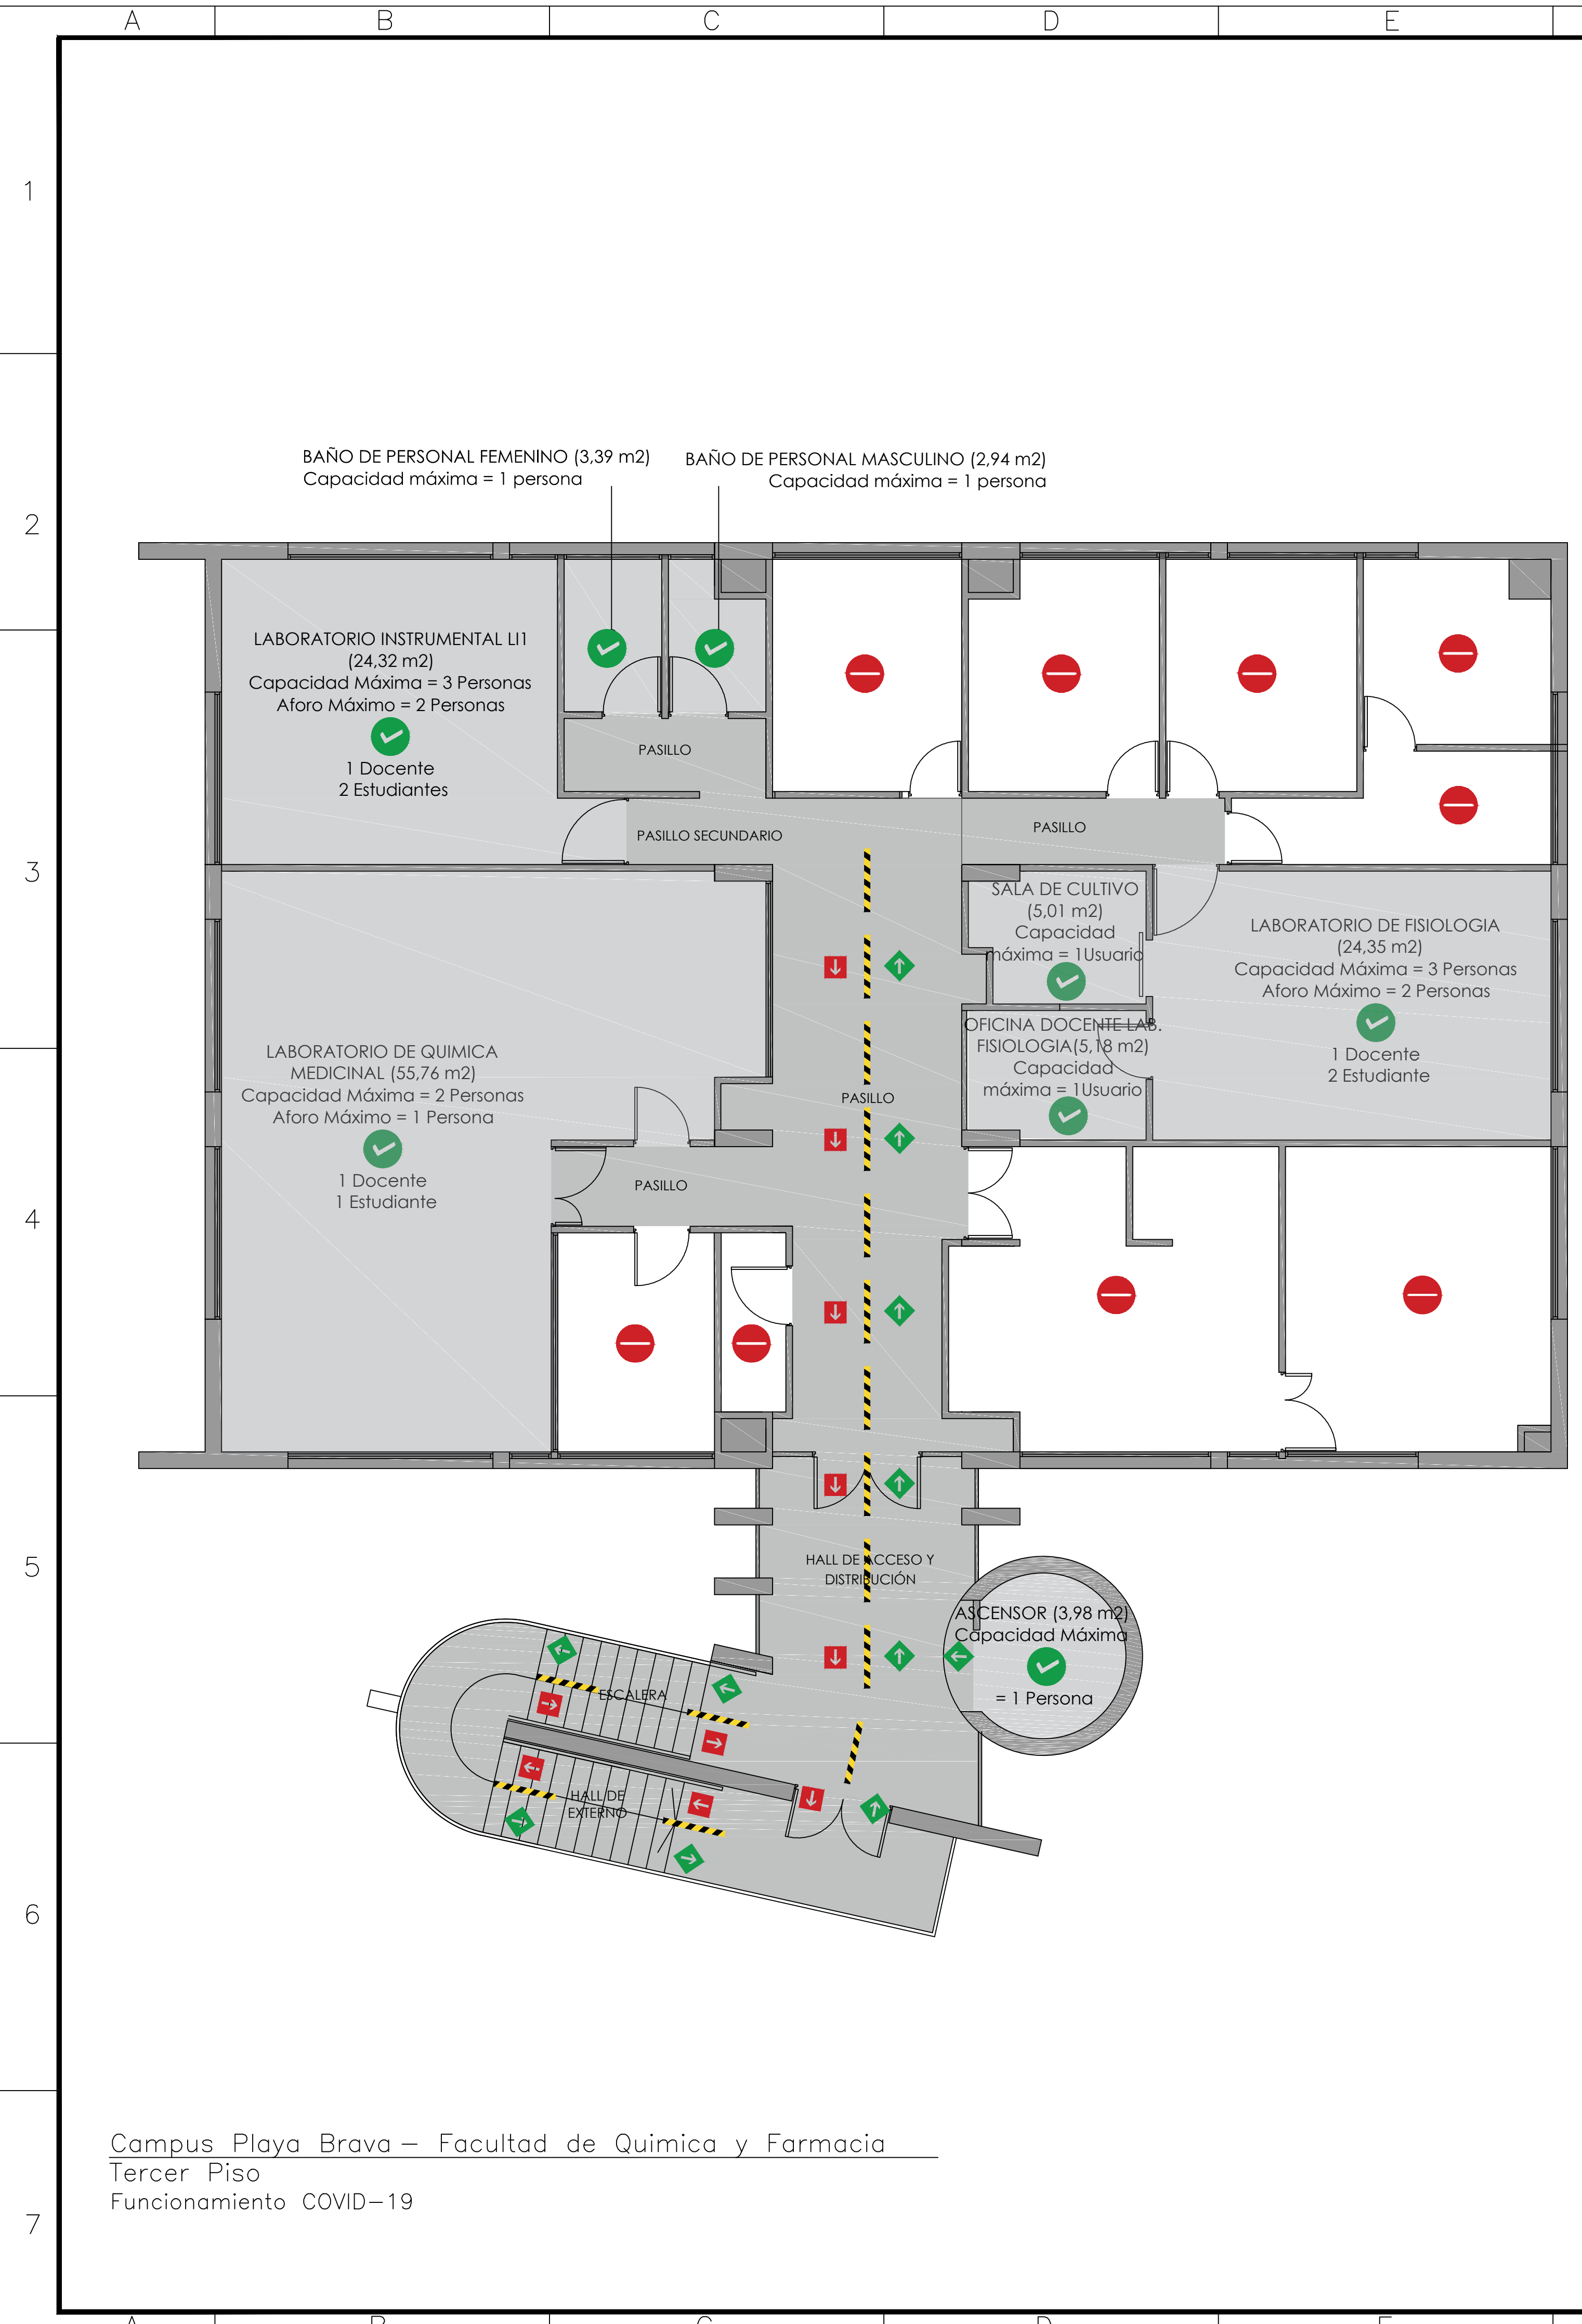 A B C D E
1
2
3
4
5
6
7
BAÑO DE PERSONAL FEMENINO (3,39 m2)
Capacidad máxima = 1 persona
BAÑO DE PERSONAL MASCULINO (2,94 m2)
Capacidad máxima = 1 persona
LABORATORIO INSTRUMENTAL LI1
(24,32 m2)
Capacidad Máxima = 3 Personas
Aforo Máximo = 2 Personas
1 Docente
2 Estudiantes
PASILLO
PASILLO SECUNDARIO
PASILLO
SALA DE CULTIVO
(5,01 m2)
Capacidad
máxima = 1Usuario
LABORATORIO DE FISIOLOGIA
(24,35 m2)
Capacidad Máxima = 3 Personas
Aforo Máximo = 2 Personas
1 Docente
2 Estudiante
OFICINA DOCENTE LAB.
FISIOLOGIA(5,18 m2)
Capacidad
máxima = 1Usuario
LABORATORIO DE QUIMICA
MEDICINAL (55,76 m2)
Capacidad Máxima = 2 Personas
Aforo Máximo = 1 Persona
1 Docente
1 Estudiante
PASILLO
PASILLO
HALL DE ACCESO Y
DISTRIBUCIÓN
ASCENSOR (3,98 m2)
Capacidad Máxima
= 1 Persona
ESCALERA
HALL DE
EXTERNO
Campus Playa Brava – Facultad de Quimica y Farmacia
Tercer Piso
Funcionamiento COVID-19
A B C D E